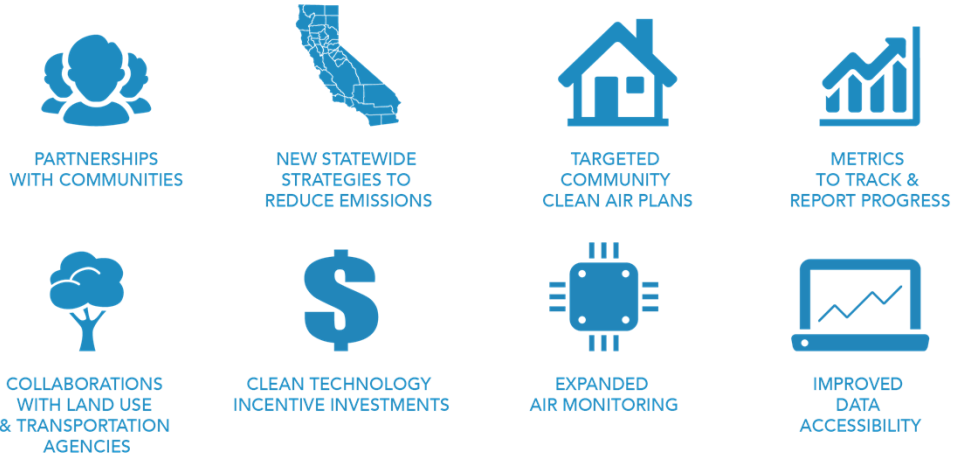 PARTNERSHIPS
WITH COMMUNITIES
NEW STATEWIDE
STRATEGIES TO
REDUCE EMISSIONS
TARGETED
COMMUNITY
CLEAN AIR PLANS
METRICS
TO TRACK &
REPORT PROGRESS
COLLABORATIONS
WITH LAND USE
& TRANSPORTATION
AGENCIES
$
CLEAN TECHNOLOGY
INCENTIVE INVESTMENTS
EXPANDED
AIR MONITORING
IMPROVED
DATA
ACCESSIBILITY